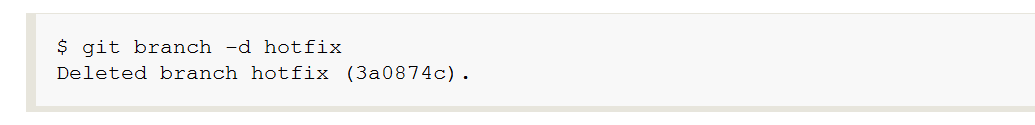 $ git branch -d hotfix
Deleted branch hotfix (3a0874c).